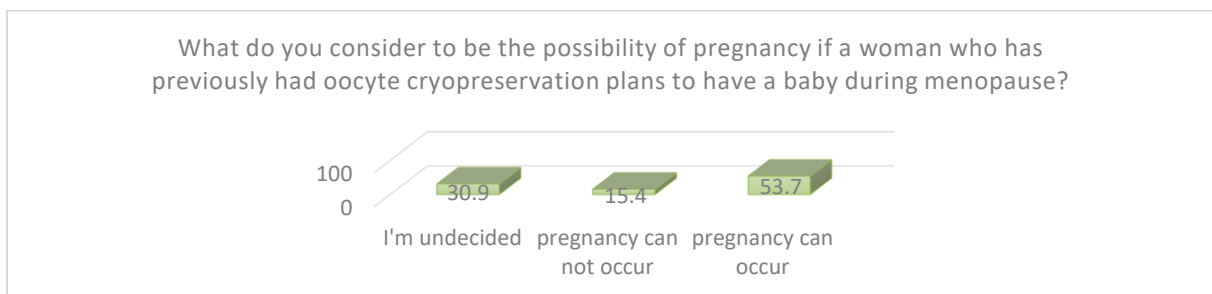 What do you consider to be the possibility of pregnancy if a woman who has
previously had oocyte cryopreservation plans to have a baby during menopause?
100
0
30.9
15.4
53.7
I'm undecided
pregnancy can
not occur
pregnancy can
occur